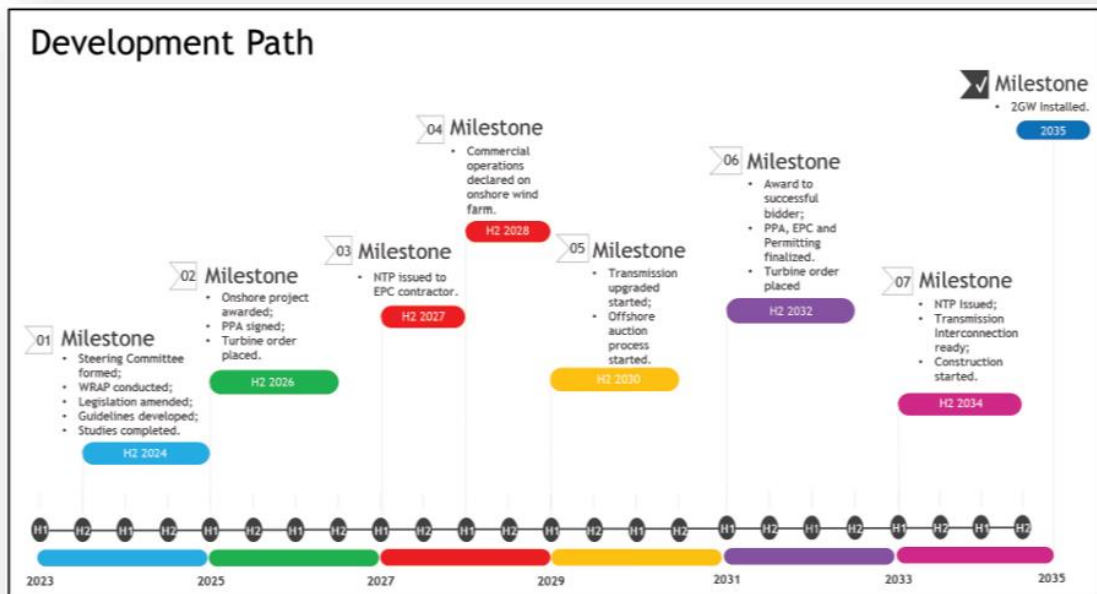 Development Path
01 Milestone
• Steering Committee
formed;
• WRAP conducted;
• Legislation amended;
• Guidelines developed;
• Studies completed.
H2 2024
02 Milestone
• Onshore project
awarded;
• PPA signed;
• Turbine order
placed.
H2 2026
03 Milestone
• NTP issued to
EPC contractor.
H2 2027
04 Milestone
• Commercial
operations
declared on
onshore wind
farm.
H2 2028
05 Milestone
• Transmission
upgraded
started;
• Offshore
auction
process
started.
H2 2030
06 Milestone
• Award to
successful
bidder;
• PPA, EPC and
Permitting
finalized.
• Turbine order
placed
H2 2032
07 Milestone
• NTP Issued;
• Transmission
Interconnection
ready;
• Construction
started.
H2 2034
✓ Milestone
• 2GW Installed.
2035
H1 H2 H1 H2 H1 H2 H1 H2 H1 H2 H1 H2 H1 H2 H1 H2 H1 H2 H1 H2 H1 H2 H1 H2
2023 2025 2027 2029 2031 2033 2035